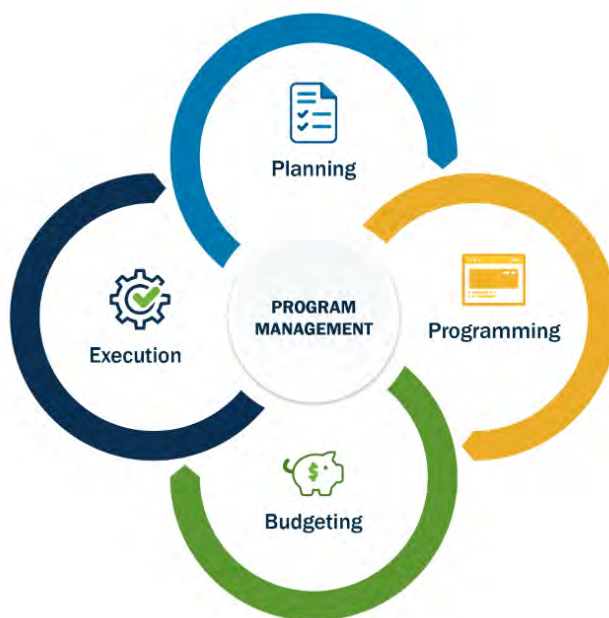 Planning
Programming
PROGRAM
MANAGEMENT
Execution
$
Budgeting